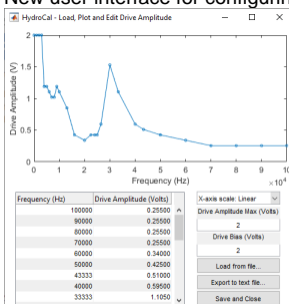 New user interface for configurin
HydroCal - Load, Plot and Edit Drive Amplitude
2
1.5
1
0.5
0
Drive Amplitude (V)
0 1 2 3 4 5 6 7 8 9 10
Frequency (Hz)
×10⁴
Frequency (Hz) Drive Amplitude (Volts)
100000 0.25500
90000 0.25500
80000 0.25500
70000 0.25500
60000 0.34000
50000 0.42500
43333 0.51000
40000 0.59500
33333 1.1050
X-axis scale: Linear
Drive Amplitude Max (Volts)
2
Drive Bias (Volts)
2
Load from file...
Export to text file...
Save and Close